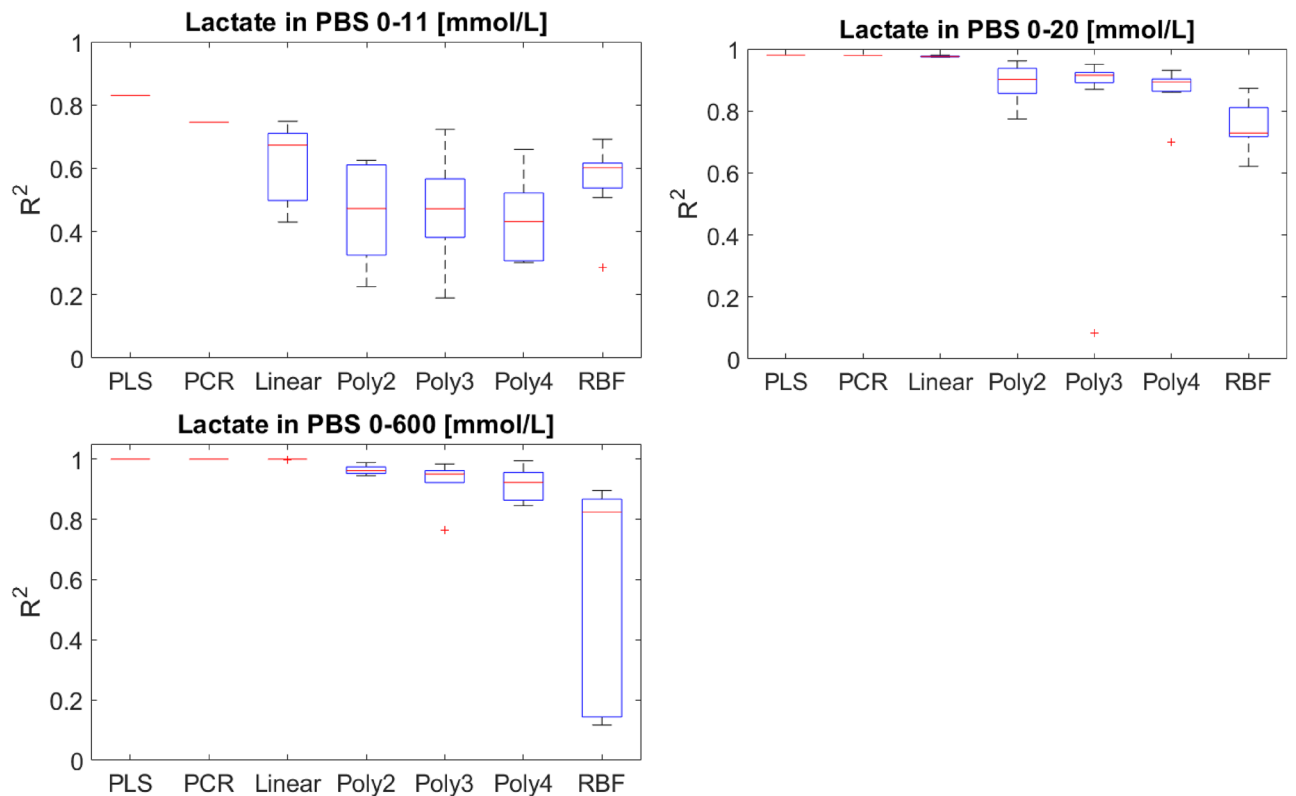 Lactate in PBS 0-11 [mmol/L]
1
0.8
0.6
0.4
0.2
0
R²
PLS PCR Linear Poly2 Poly3 Poly4 RBF
Lactate in PBS 0-20 [mmol/L]
1
0.8
0.6
0.4
0.2
0
R²
PLS PCR Linear Poly2 Poly3 Poly4 RBF
Lactate in PBS 0-600 [mmol/L]
1
0.8
0.6
0.4
0.2
0
R²
PLS PCR Linear Poly2 Poly3 Poly4 RBF